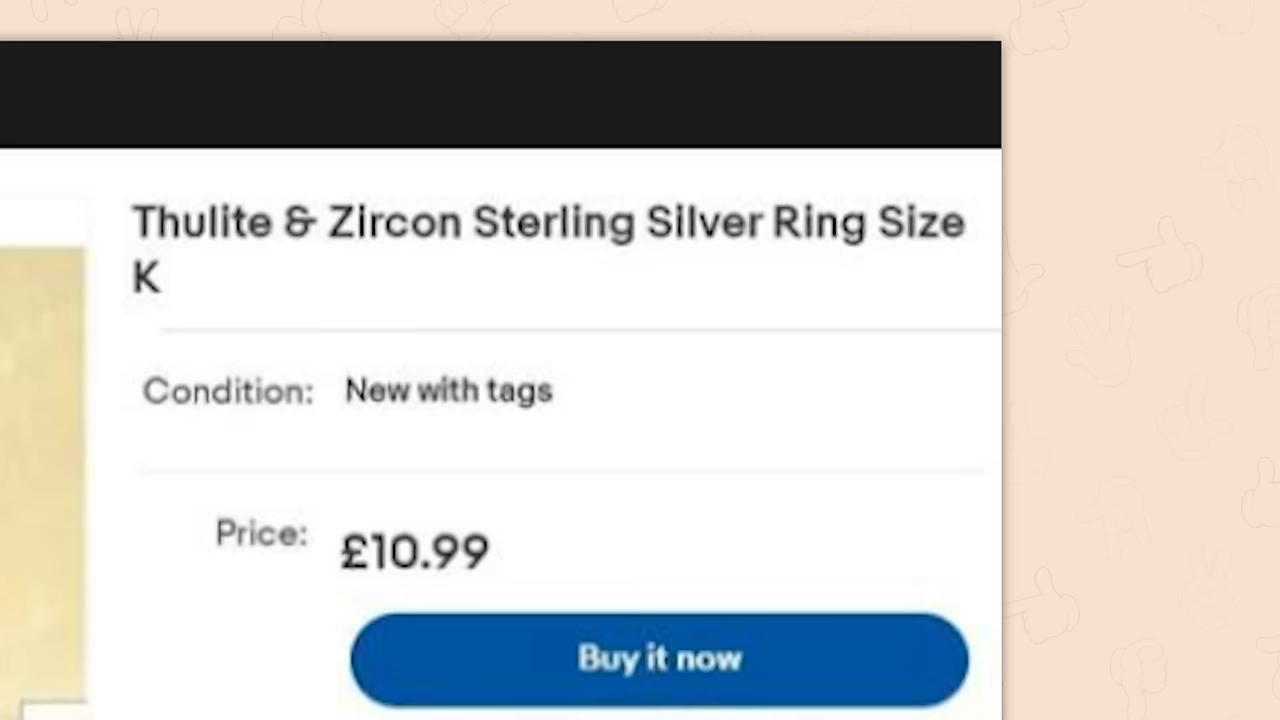 Thulite & Zircon Sterling Silver Ring Size
K
Condition: New with tags
Price: £10.99
Buy it now